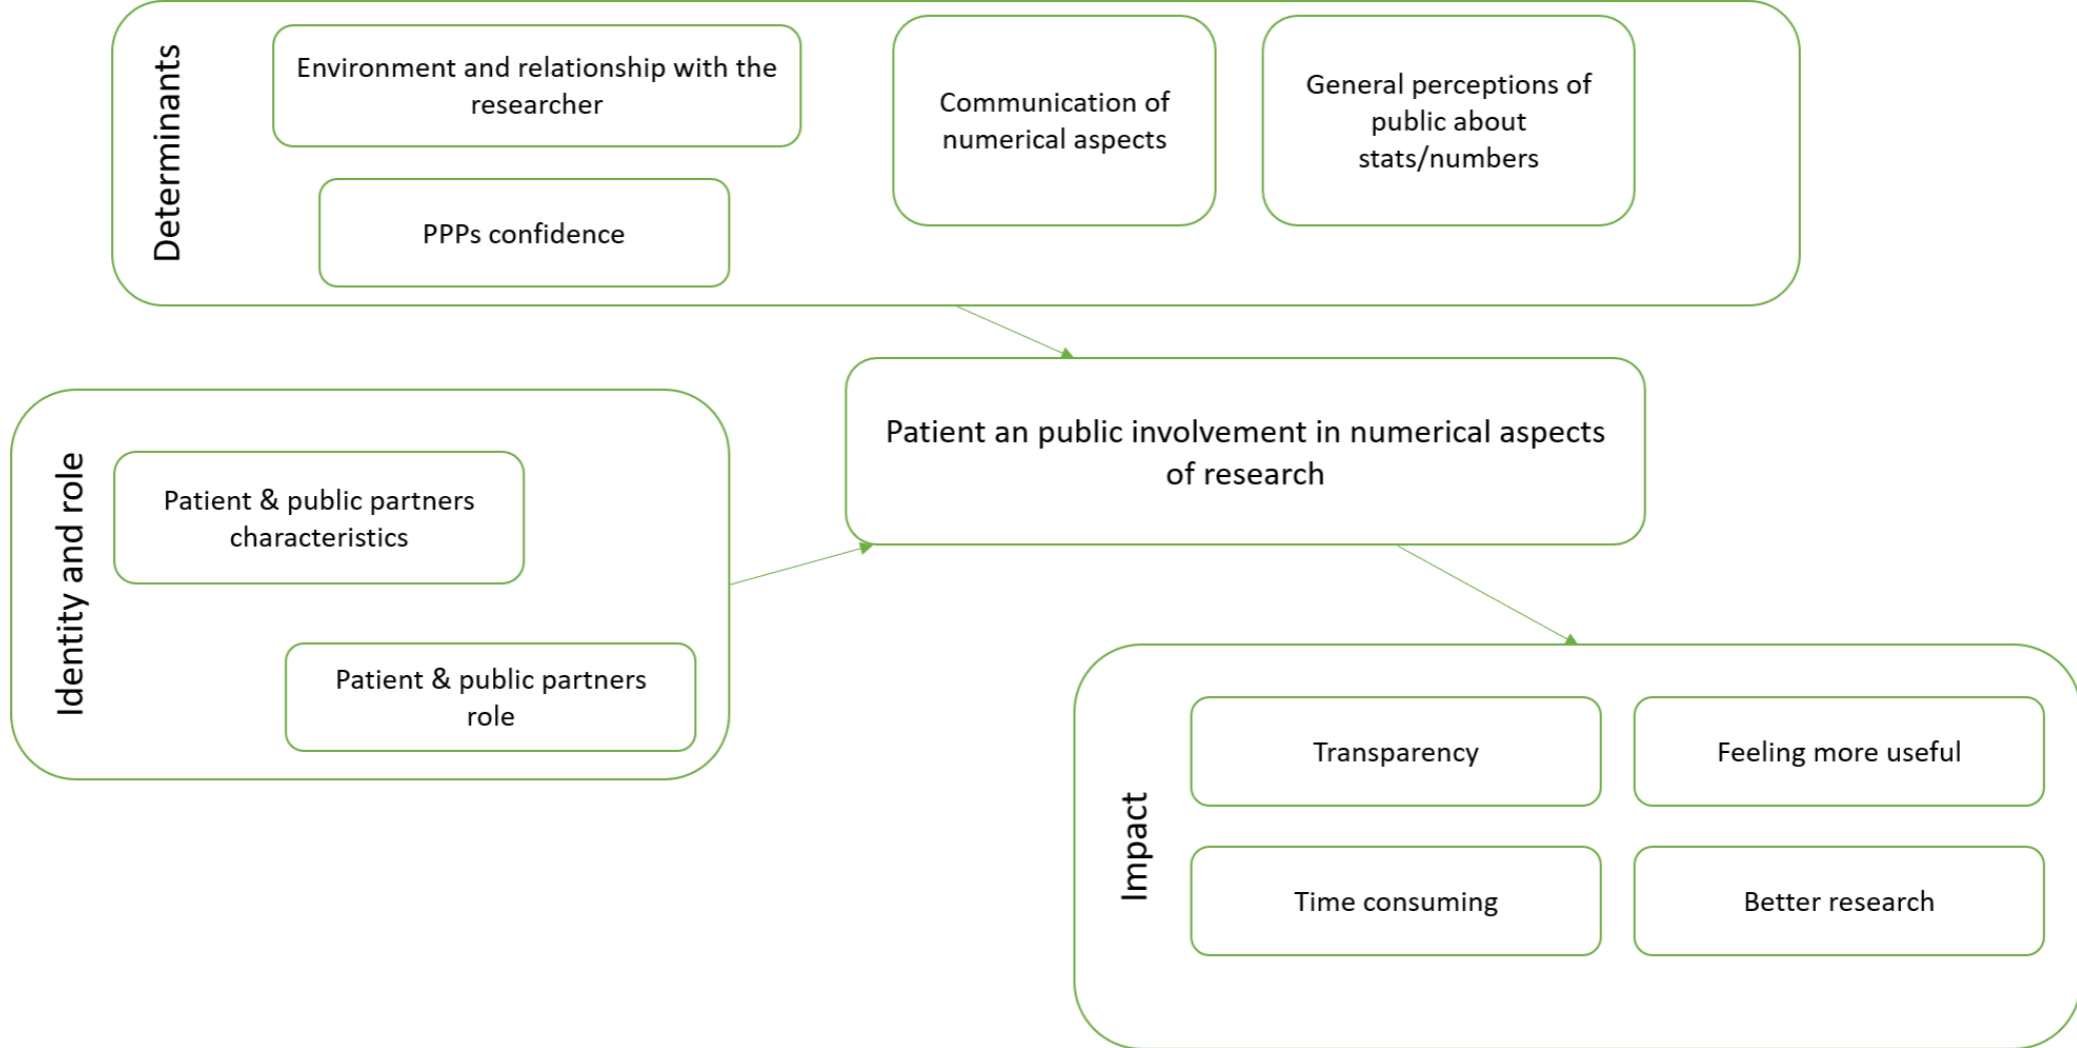 Determinants
Environment and relationship with the
researcher
PPPs confidence
Communication of
numerical aspects
General perceptions of
public about
stats/numbers
Patient an public involvement in numerical aspects
of research
Identity and role
Patient & public partners
characteristics
Patient & public partners
role
Impact
Transparency
Feeling more useful
Time consuming
Better research